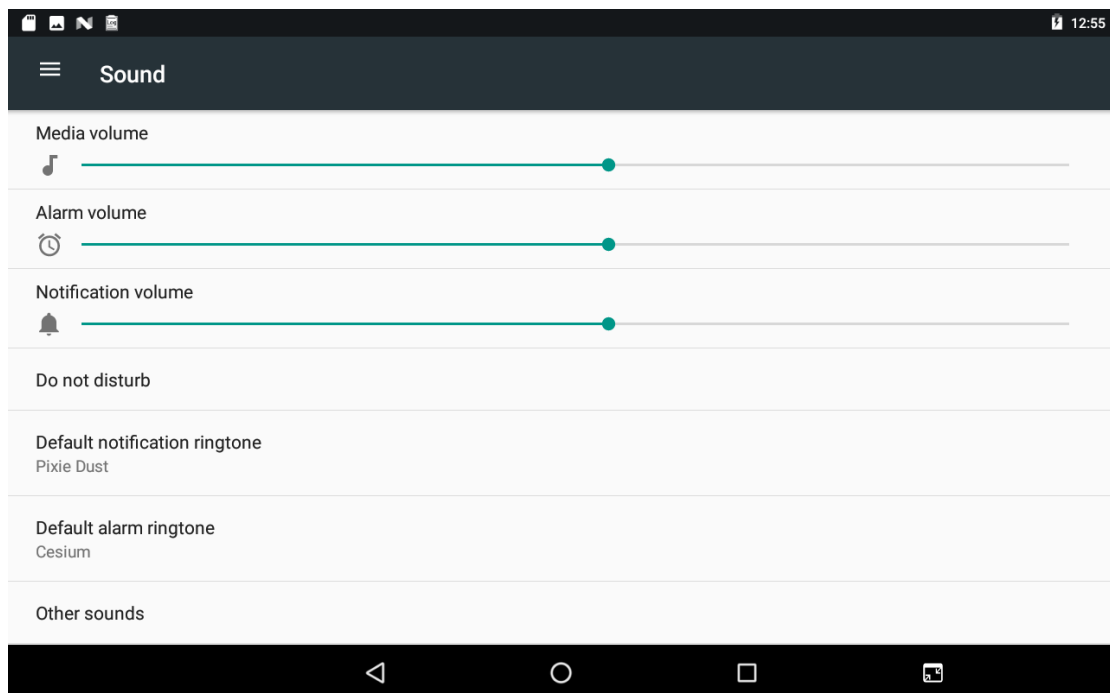 12:55
Sound
Media volume
Alarm volume
Notification volume
Do not disturb
Default notification ringtone
Pixie Dust
Default alarm ringtone
Cesium
Other sounds